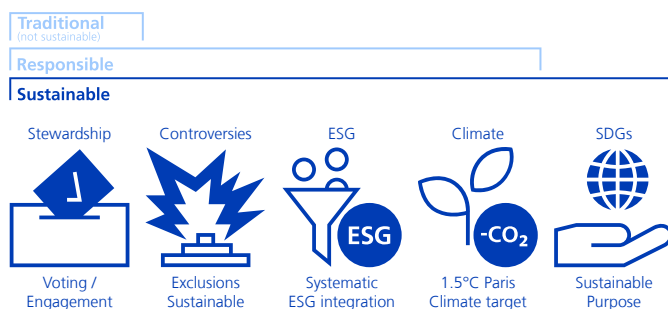 Traditional
(not sustainable)
Responsible
Sustainable
Stewardship Controversies ESG Climate SDGs
ESG -CO₂
Voting / Exclusions Systematic 1.5°C Paris Sustainable
Engagement Sustainable ESG integration Climate target Purpose